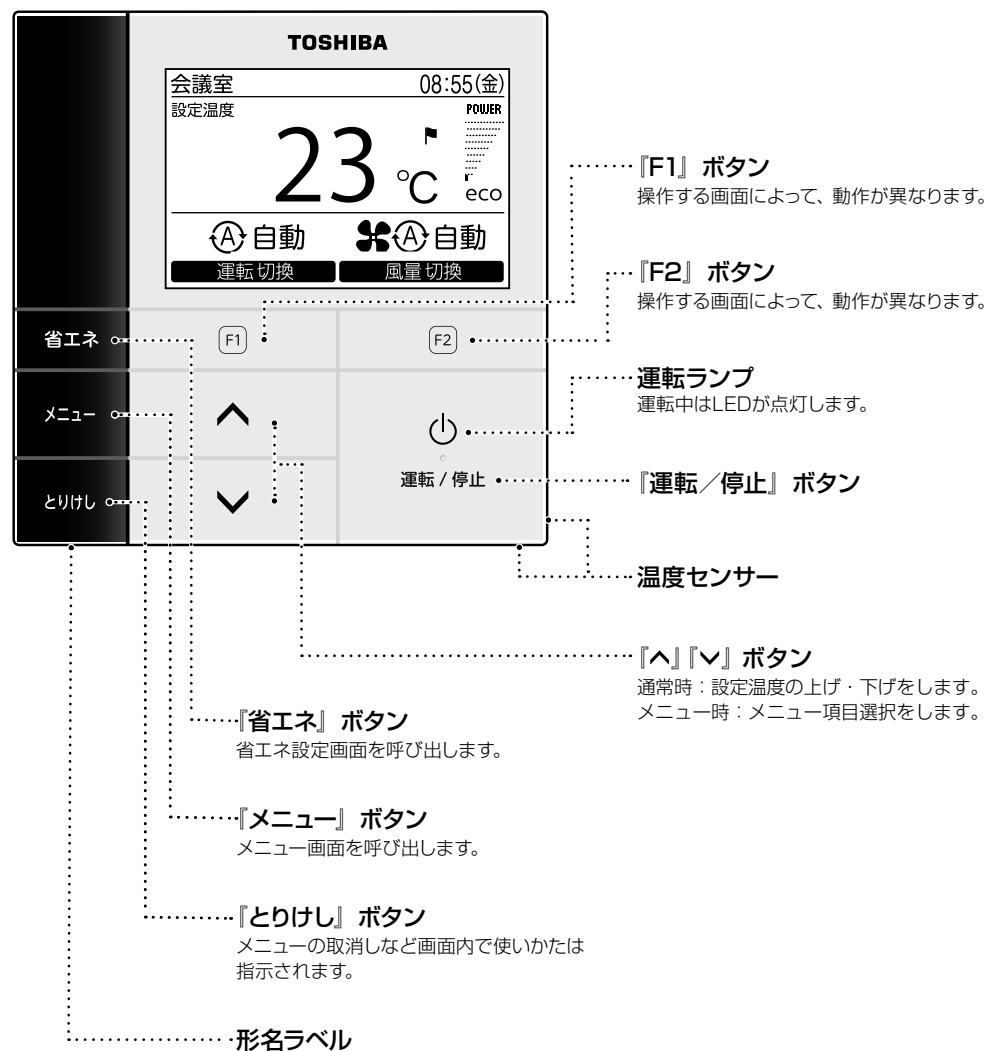 TOSHIBA
会議室 08:55(金)
設定温度 POWER
23 ℃
eco
Ⓐ自動 Ⓐ自動
運転切換 風量切換
省エネ F1 F2
メニュー
運転 / 停止
とりけし
『F1』ボタン
操作する画面によって、動作が異なります。
『F2』ボタン
操作する画面によって、動作が異なります。
運転ランプ
運転中はLEDが点灯します。
『運転／停止』ボタン
温度センサー
『∧』『∨』ボタン
通常時：設定温度の上げ・下げをします。
メニュー時：メニュー項目選択をします。
『省エネ』ボタン
省エネ設定画面を呼び出します。
『メニュー』ボタン
メニュー画面を呼び出します。
『とりけし』ボタン
メニューの取消しなど画面内で使いかたは
指示されます。
形名ラベル